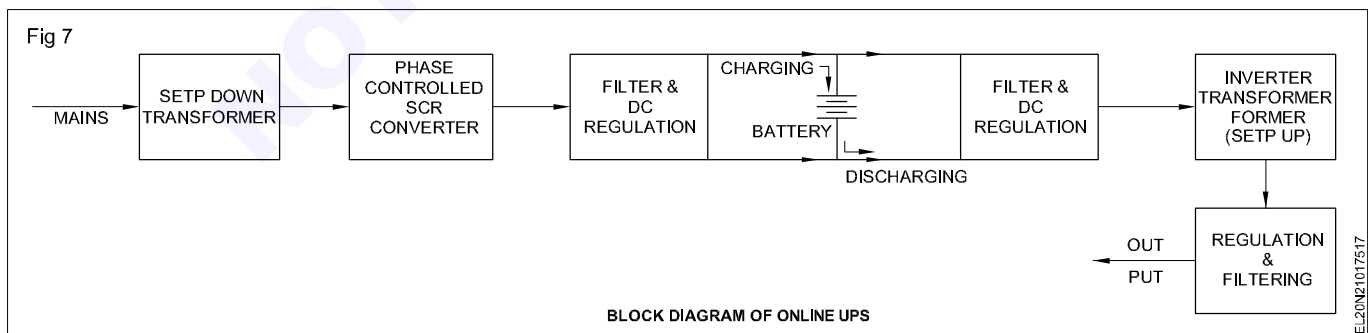 Fig 7
MAINS
SETP DOWN
TRANSFORMER
PHASE
CONTROLLED
SCR
CONVERTER
FILTER &
DC
REGULATION
CHARGING
BATTERY
DISCHARGING
FILTER &
DC
REGULATION
INVERTER
TRANSFORMER
FORMER
(SETP UP)
REGULATION
&
FILTERING
OUT
PUT
BLOCK DIAGRAM OF ONLINE UPS
EL20N21017517